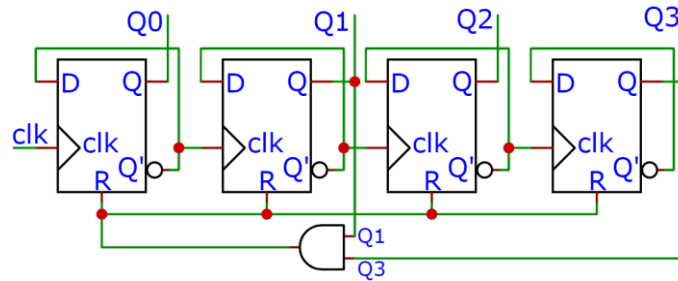 Q0 Q1 Q2 Q3
D Q D Q D Q D Q
clk clk clk clk clk
Q' Q' Q' Q'
R R R R
Q1
Q3